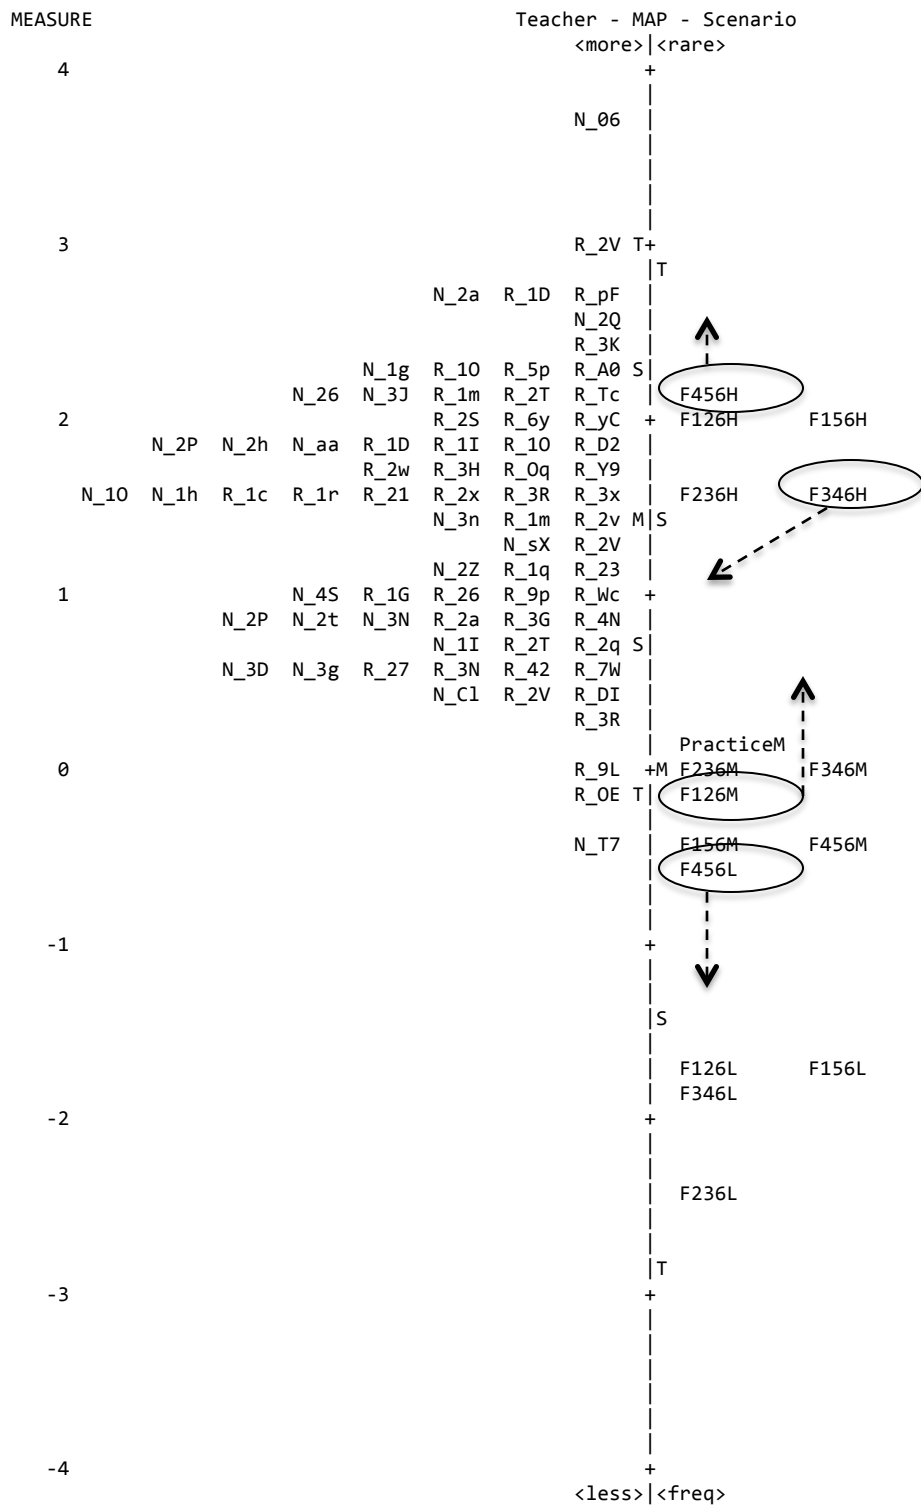 MEASURE Teacher - MAP - Scenario
<more>|<rare>
4 +
|
N_06 |
|
|
|
|
3 R_2V T+
|T
N_2a R_1D R_pF |
N_2Q |
R_3K |
N_1g R_1O R_5p R_A0 S|
N_26 N_3J R_1m R_2T R_Tc | F456H
2 R_2S R_6y R_yC + F126H F156H
N_2P N_2h N_aa R_1D R_1I R_1O R_D2 |
R_2w R_3H R_Oq R_Y9 |
N_1O N_1h R_1c R_1r R_21 R_2x R_3R R_3x | F236H F346H
N_3n R_1m R_2v M|S
N_sX R_2V |
N_2Z R_1q R_23 |
1 N_4S R_1G R_26 R_9p R_Wc +
N_2P N_2t N_3N R_2a R_3G R_4N |
N_1I R_2T R_2q S|
N_3D N_3g R_27 R_3N R_42 R_7W |
N_Cl R_2V R_DI |
R_3R |
| PracticeM
0 R_9L +M F236M F346M
R_OE T| F126M
|
N_T7 | F156M F456M
| F456L
|
|
-1 +
|
|
|S
|
| F126L F156L
| F346L
-2 +
|
|
| F236L
|
|
|T
-3 +
|
|
|
|
|
|
-4 +
<less>|<freq>